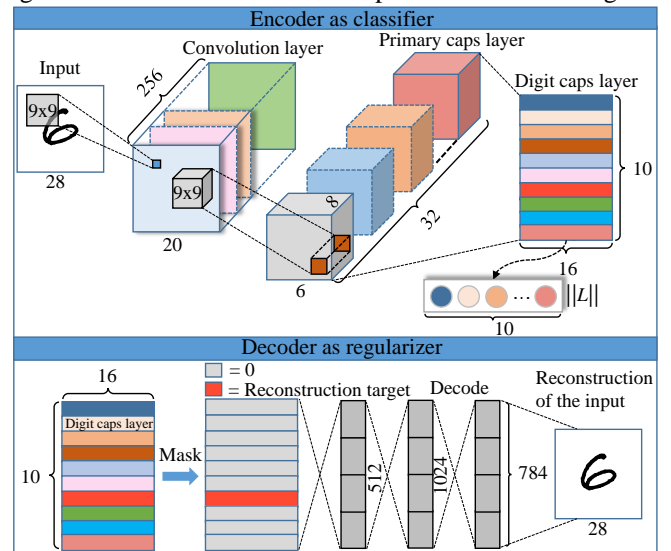 Encoder as classifier
Input
Convolution layer
Primary caps layer
Digit caps layer
256
9x9
6
28
9x9
20
8
32
6
10
16
||L||
...
10
Decoder as regularizer
16
= 0
= Reconstruction target
Decode
Reconstruction
of the input
Digit caps layer
10
Mask
512
1024
784
6
28